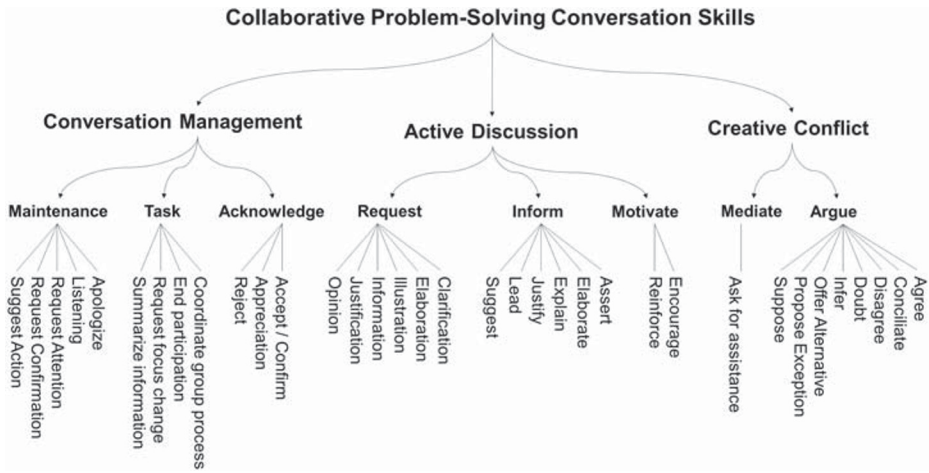 Collaborative Problem-Solving Conversation Skills
Conversation Management
Active Discussion
Creative Conflict
Maintenance
Task
Acknowledge
Request
Inform
Motivate
Mediate
Argue
Suggest Action
Request Confirmation
Request Attention
Listening
Apologize
Summarize information
Request focus change
End participation
Coordinate group process
Reject
Appreciation
Accept / Confirm
Opinion
Justification
Information
Illustration
Elaboration
Clarification
Suggest
Lead
Justify
Explain
Elaborate
Assert
Reinforce
Encourage
Ask for assistance
Suppose
Propose Exception
Offer Alternative
Infer
Doubt
Disagree
Conciliate
Agree